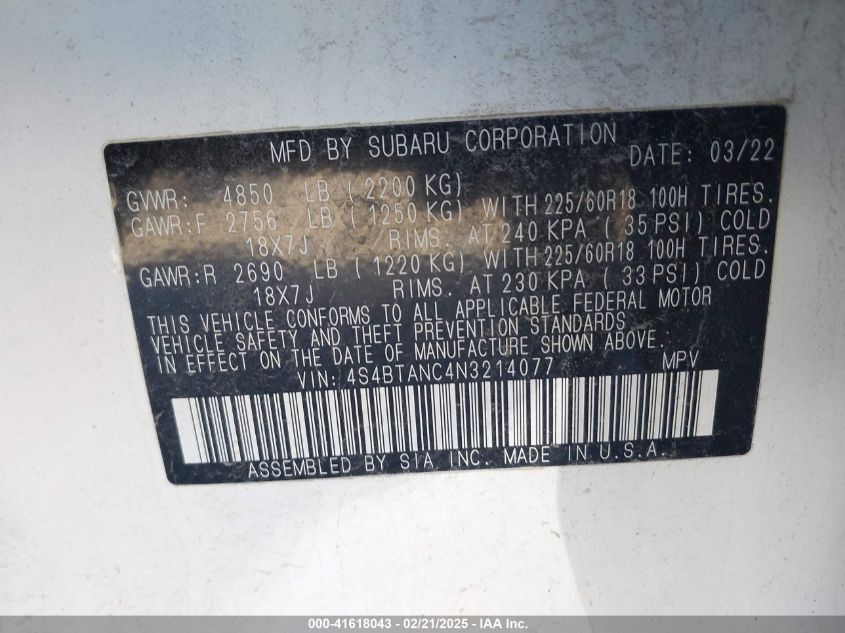 MFD BY SUBARU CORPORATION DATE: 03/22
GVWR: 4850 LB (2200 KG)
GAWR:F 2756 LB (1250 KG) WITH 225/60R18 100H TIRES.
18X7J RIMS. AT 240 KPA (35 PSI) COLD
GAWR:R 2690 LB (1220 KG) WITH 225/60R18 100H TIRES.
18X7J RIMS. AT 230 KPA (33 PSI) COLD
THIS VEHICLE CONFORMS TO ALL APPLICABLE FEDERAL MOTOR
VEHICLE SAFETY AND THEFT PREVENTION STANDARDS
IN EFFECT ON THE DATE OF MANUFACTURE SHOWN ABOVE.
VIN: 4S4BTANC4N3214077 MPV
ASSEMBLED BY SIA INC. MADE IN U.S.A.
000-41618043 - 02/21/2025 - IAA Inc.